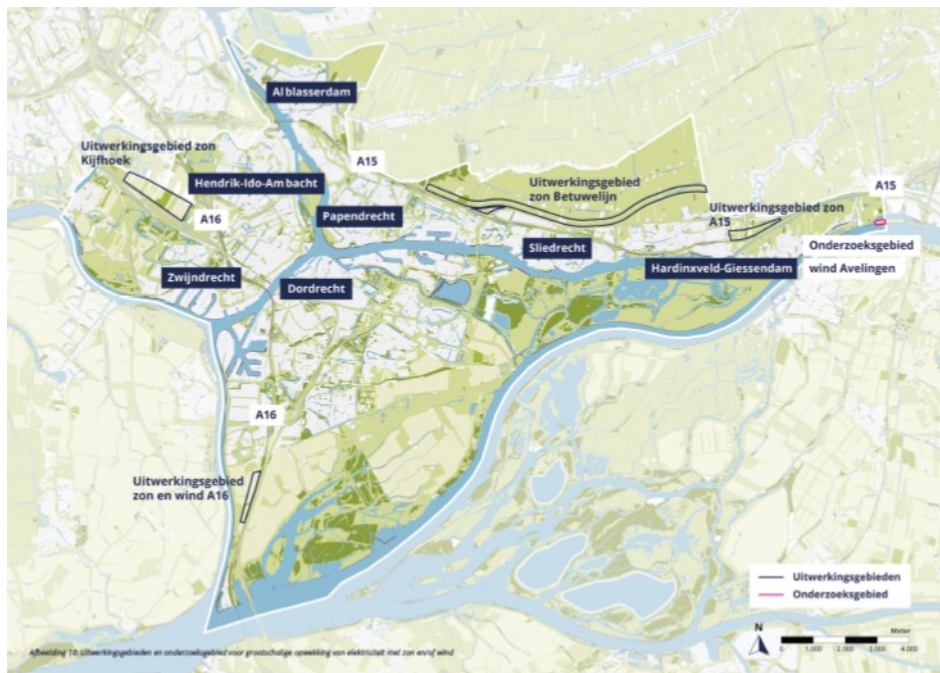 Alblasserdam
Uitwerkingsgebied zon
Kijfhoek
A15
A15
Hendrik-Ido-Ambacht
Uitwerkingsgebied
zon Betuwelijn
A16
Papendrecht
Uitwerkingsgebied zon
A15
Sliedrecht
Onderzoeksgebied
wind Avelingen
Zwijndrecht
Dordrecht
Hardinxveld-Giessendam
A16
Uitwerkingsgebied
zon en wind A16
Uitwerkingsgebieden
Onderzoeksgebied
N
Meter
0 1.000 2.000 3.000 4.000
Afbeelding 18: Uitwerkingsgebieden en onderzoeksgebied voor grootschalige opwekking van elektriciteit met zon en/of wind